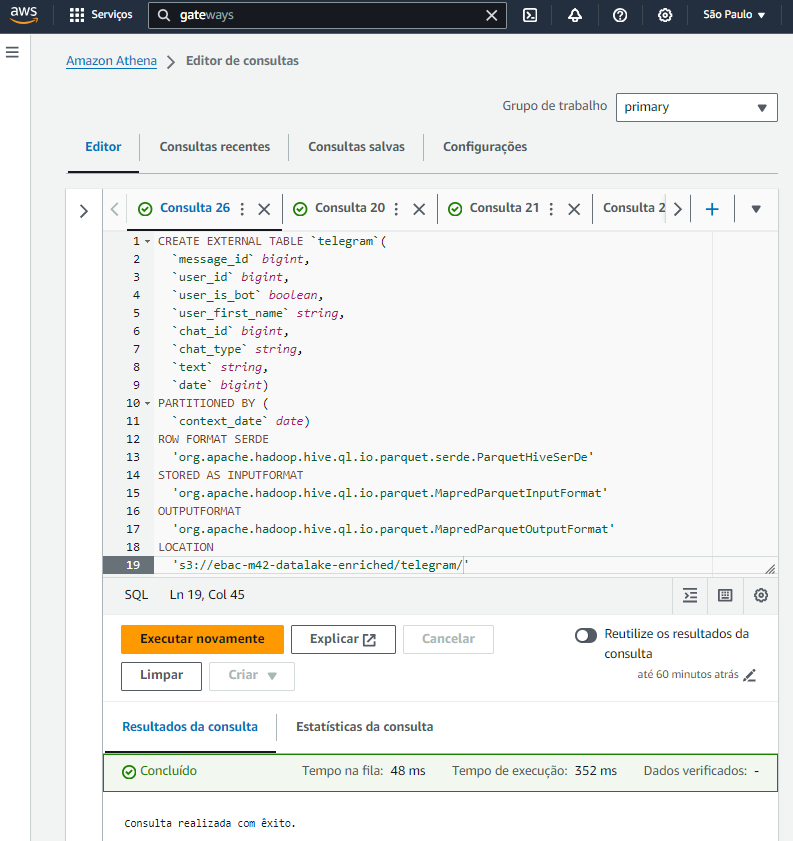 aws Serviços gateways São Paulo
Amazon Athena Editor de consultas
Grupo de trabalho primary
Editor Consultas recentes Consultas salvas Configurações
Consulta 26 Consulta 20 Consulta 21 Consulta 2
1 CREATE EXTERNAL TABLE `telegram`(
2 `message_id` bigint,
3 `user_id` bigint,
4 `user_is_bot` boolean,
5 `user_first_name` string,
6 `chat_id` bigint,
7 `chat_type` string,
8 `text` string,
9 `date` bigint)
10 PARTITIONED BY (
11 `context_date` date)
12 ROW FORMAT SERDE
13 'org.apache.hadoop.hive.ql.io.parquet.serde.ParquetHiveSerDe'
14 STORED AS INPUTFORMAT
15 'org.apache.hadoop.hive.ql.io.parquet.MapredParquetInputFormat'
16 OUTPUTFORMAT
17 'org.apache.hadoop.hive.ql.io.parquet.MapredParquetOutputFormat'
18 LOCATION
19 's3://ebac-m42-datalake-enriched/telegram/'
SQL Ln 19, Col 45
Executar novamente Explicar Cancelar
Reutilize os resultados da
consulta
até 60 minutos atrás
Limpar Criar
Resultados da consulta Estatísticas da consulta
Concluído Tempo na fila: 48 ms Tempo de execução: 352 ms Dados verificados: -
Consulta realizada com êxito.